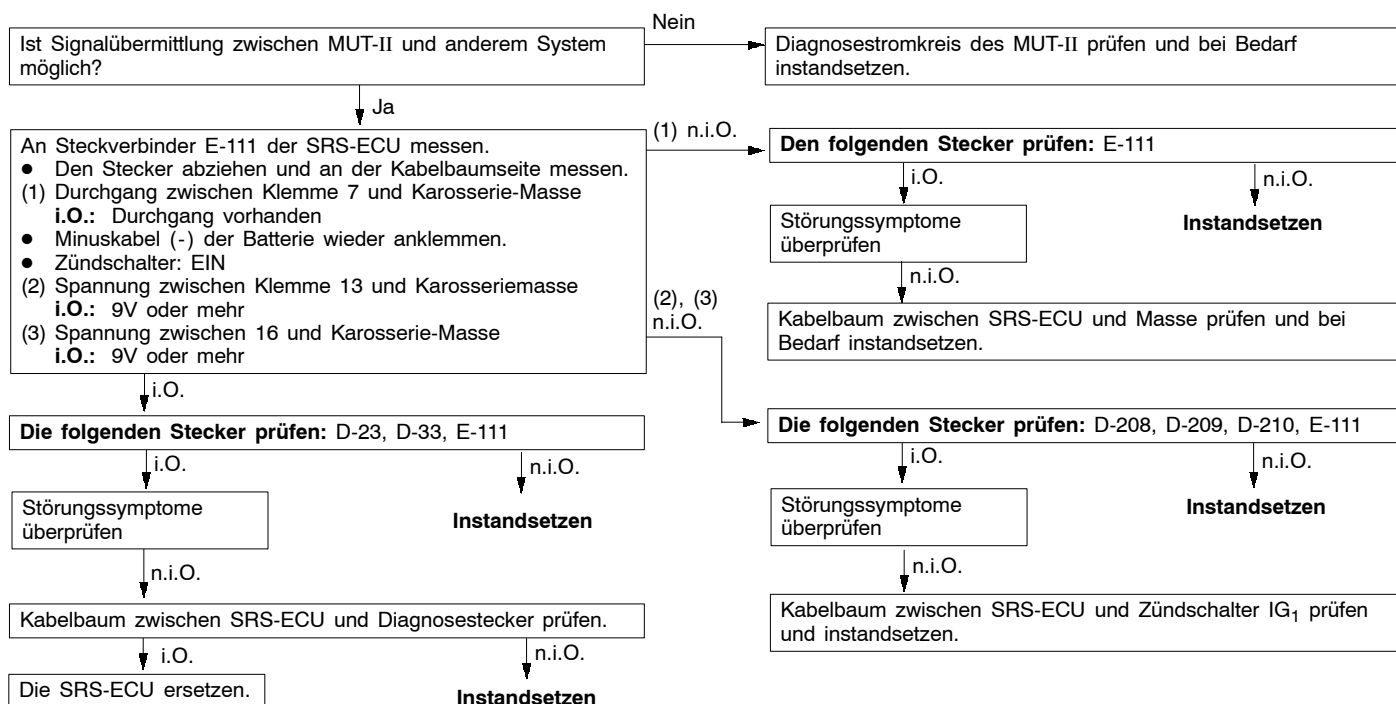 Nein
Ist Signalübermittlung zwischen MUT-II und anderem System
möglich?
Diagnosestromkreis des MUT-II prüfen und bei Bedarf
instandsetzen.
Ja
An Steckverbinder E-111 der SRS-ECU messen.
● Den Stecker abziehen und an der Kabelbaumseite messen.
(1) Durchgang zwischen Klemme 7 und Karosserie-Masse
i.O.: Durchgang vorhanden
● Minuskabel (-) der Batterie wieder anklemmen.
● Zündschalter: EIN
(2) Spannung zwischen Klemme 13 und Karosseriemasse
i.O.: 9V oder mehr
(3) Spannung zwischen 16 und Karosserie-Masse
i.O.: 9V oder mehr
(1) n.i.O.
Den folgenden Stecker prüfen: E-111
i.O.
n.i.O.
Störungssymptome
überprüfen
Instandsetzen
n.i.O.
Kabelbaum zwischen SRS-ECU und Masse prüfen und bei
Bedarf instandsetzen.
(2), (3)
n.i.O.
Die folgenden Stecker prüfen: D-208, D-209, D-210, E-111
i.O.
n.i.O.
Störungssymptome
überprüfen
Instandsetzen
n.i.O.
Kabelbaum zwischen SRS-ECU und Zündschalter IG₁ prüfen
und instandsetzen.
i.O.
Die folgenden Stecker prüfen: D-23, D-33, E-111
i.O.
n.i.O.
Störungssymptome
überprüfen
Instandsetzen
n.i.O.
Kabelbaum zwischen SRS-ECU und Diagnosestecker prüfen.
i.O.
n.i.O.
Die SRS-ECU ersetzen.
Instandsetzen